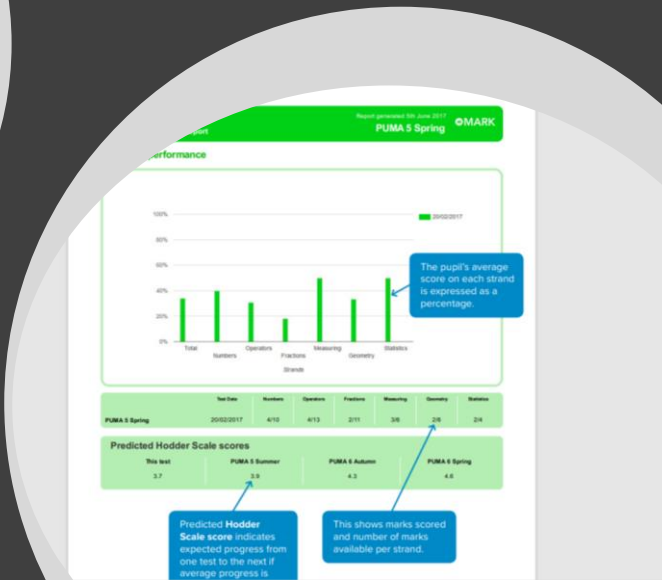 Report generated 5th June 2017
port
PUMA 5 Spring
MARK
erformance
100%
80%
60%
40%
20%
0%
20/02/2017
The pupil's average
score on each strand
is expressed as a
percentage.
Total
Numbers
Operators
Fractions
Measuring
Geometry
Statistics
Strands
Test Date Numbers Operators Fractions Measuring Geometry Statistics
PUMA 5 Spring 20/02/2017 4/10 4/13 2/11 3/6 2/6 2/4
Predicted Hodder Scale scores
This test PUMA 5 Summer PUMA 6 Autumn PUMA 6 Spring
3.7 3.9 4.3 4.6
Predicted Hodder
Scale score indicates
expected progress from
one test to the next if
average progress is
This shows marks scored
and number of marks
available per strand.